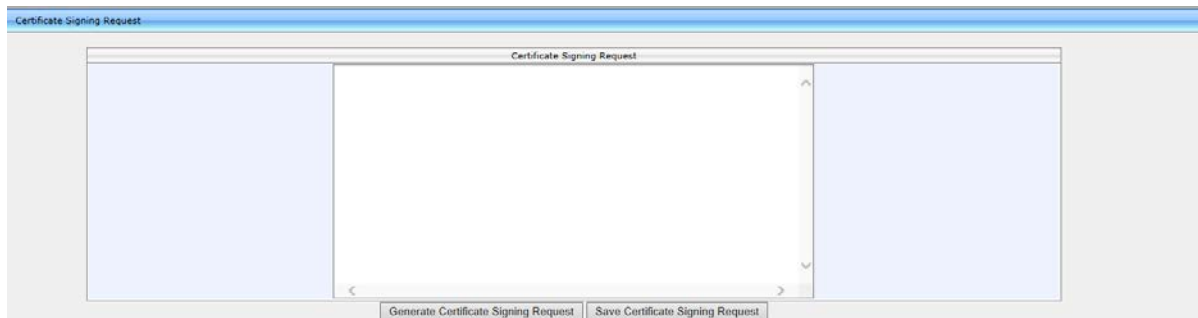 Certificate Signing Request
Certificate Signing Request
Generate Certificate Signing Request Save Certificate Signing Request